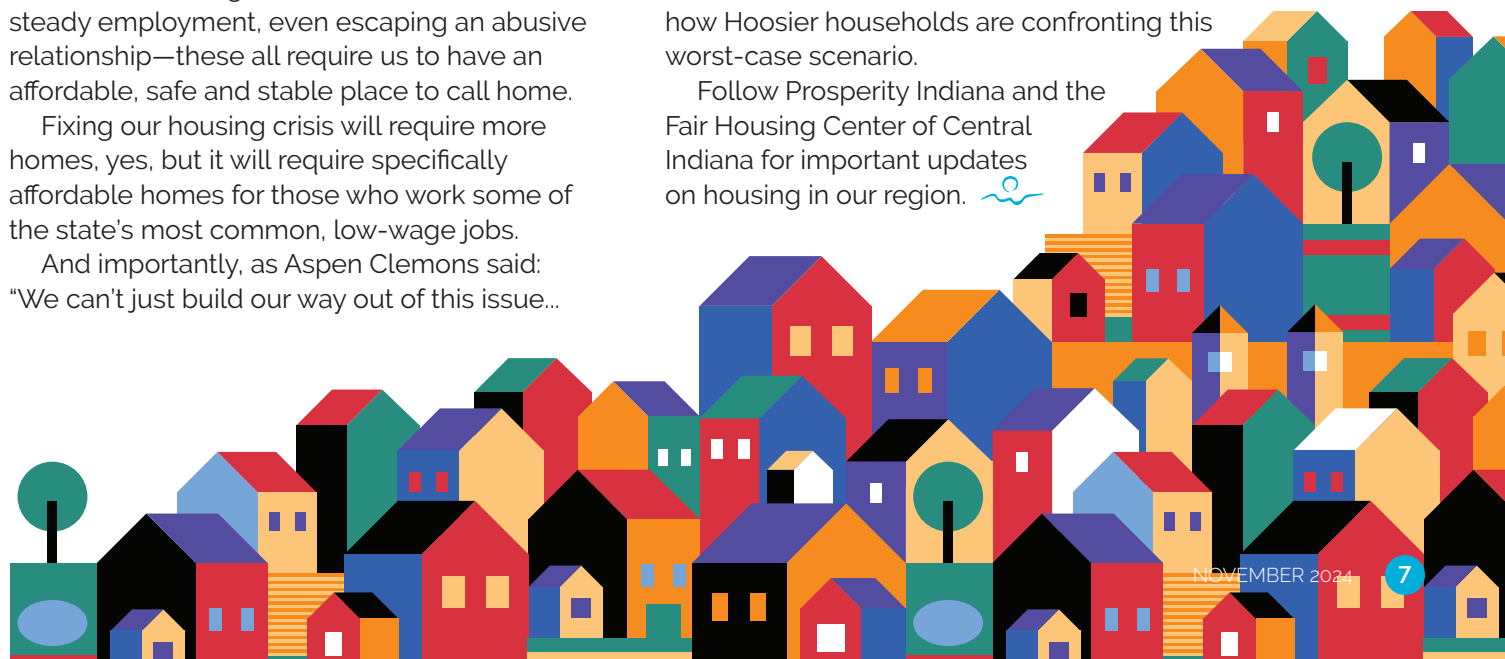 steady employment, even escaping an abusive
relationship—these all require us to have an
affordable, safe and stable place to call home.
Fixing our housing crisis will require more
homes, yes, but it will require specifically
affordable homes for those who work some of
the state’s most common, low-wage jobs.
And importantly, as Aspen Clemons said:
“We can’t just build our way out of this issue...
how Hoosier households are confronting this
worst-case scenario.
Follow Prosperity Indiana and the
Fair Housing Center of Central
Indiana for important updates
on housing in our region.
NOVEMBER 2024
7